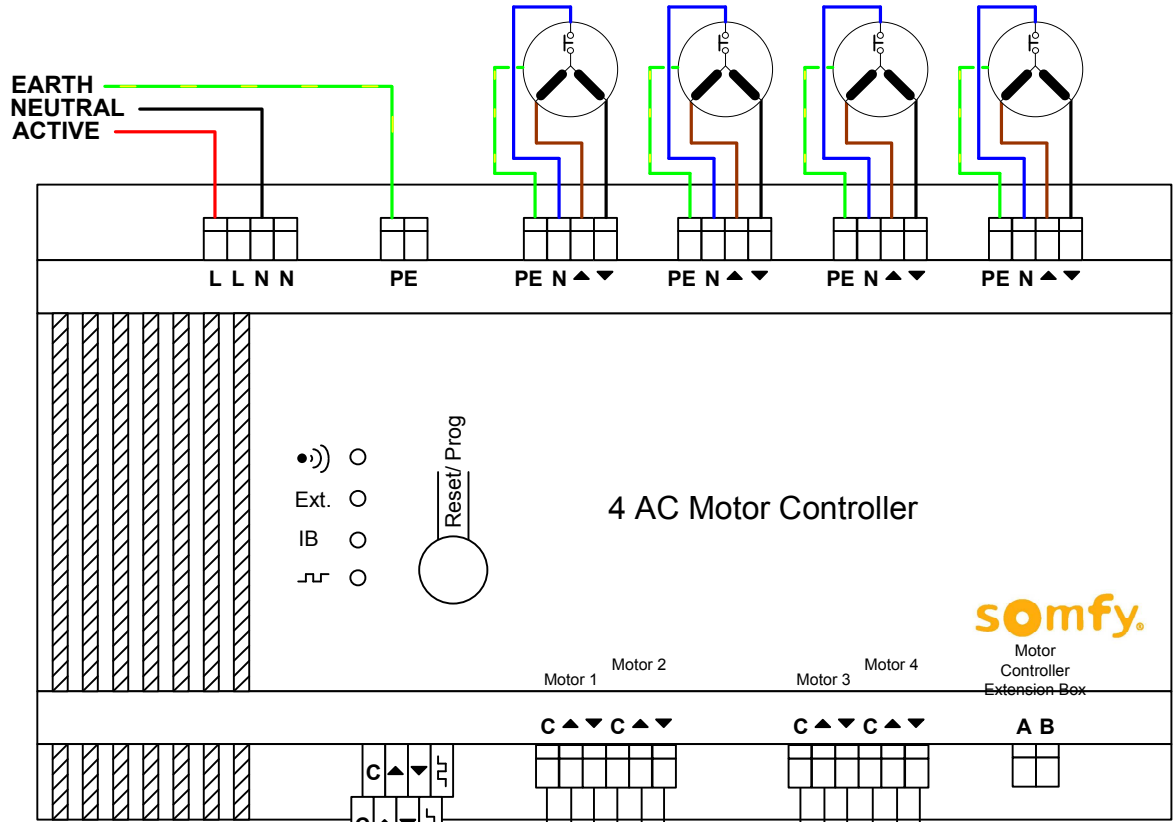 EARTH
NEUTRAL
ACTIVE
L L N N
PE
PE N ▲ ▼
PE N ▲ ▼
PE N ▲ ▼
PE N ▲ ▼
Reset/ Prog
Ext.
IB
4 AC Motor Controller
somfy®
Motor
Controller
Extension Box
Motor 1
Motor 2
Motor 3
Motor 4
C ▲ ▼ C ▲ ▼
C ▲ ▼ C ▲ ▼
A B
C ▲ ▼
C ▲ ▼